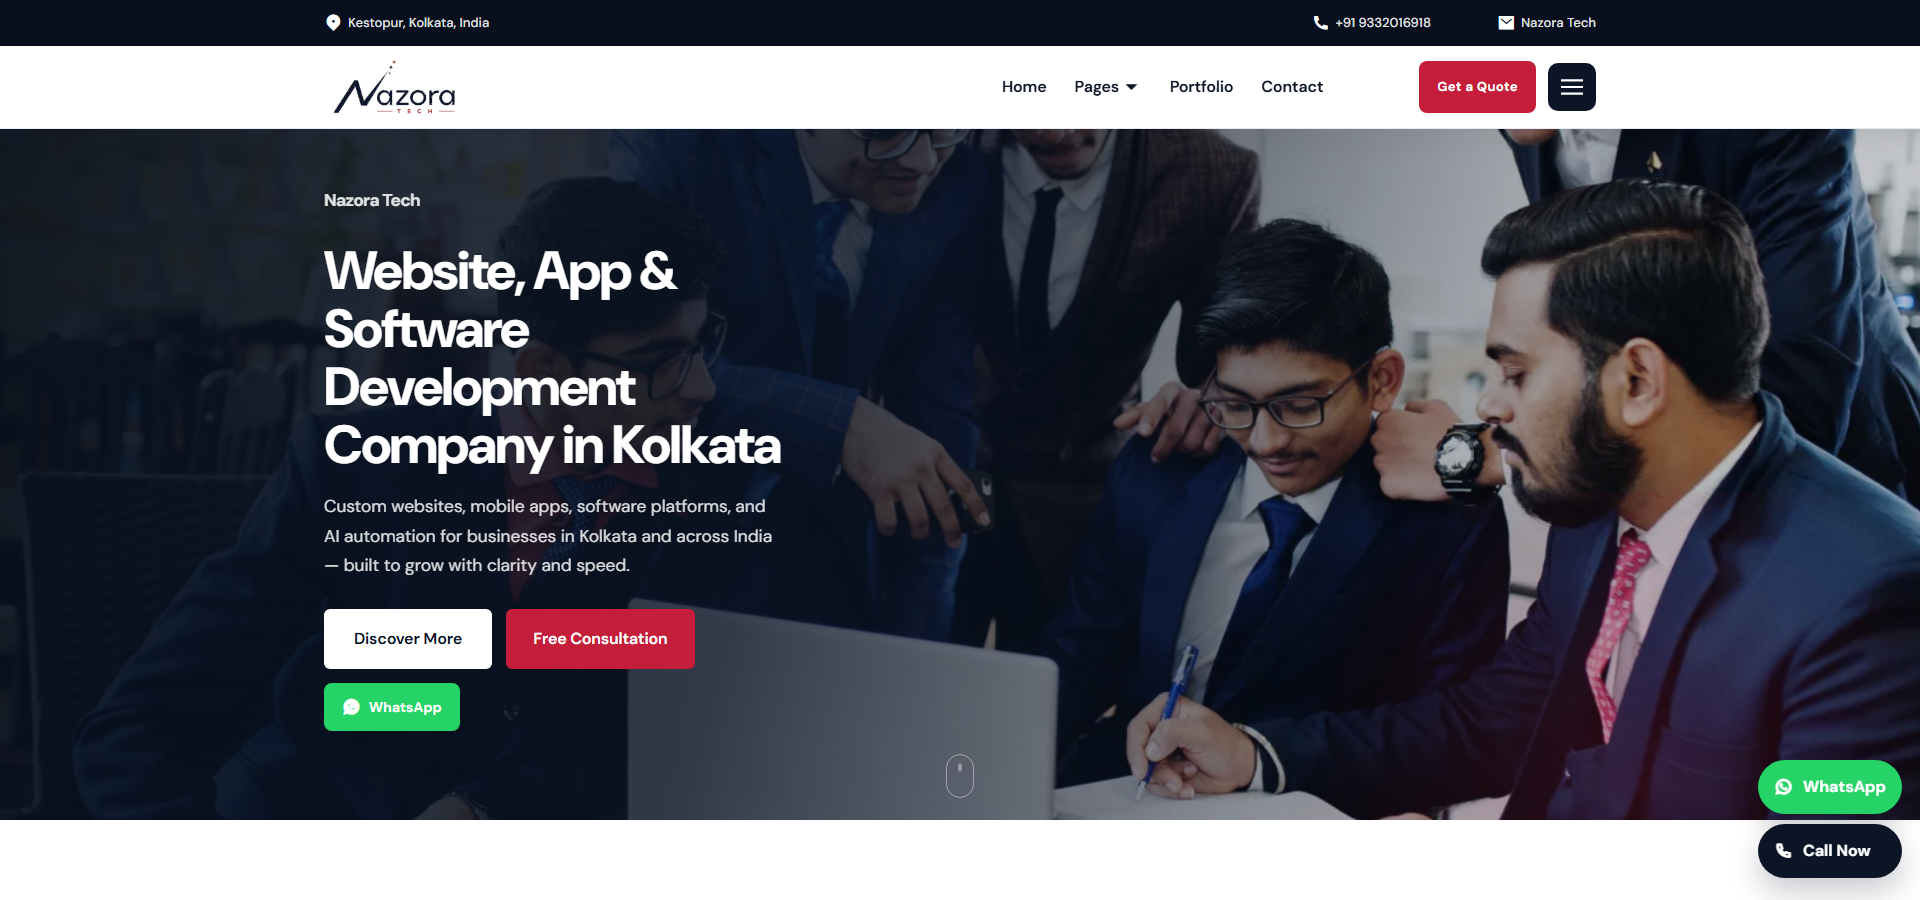 Kestopur, Kolkata, India
+91 9332016918
Nazora Tech
Nazora
TECH
Home
Pages
Portfolio
Contact
Get a Quote
Nazora Tech
Website, App &
Software
Development
Company in Kolkata
Custom websites, mobile apps, software platforms, and
AI automation for businesses in Kolkata and across India
— built to grow with clarity and speed.
Discover More
Free Consultation
WhatsApp
WhatsApp
Call Now